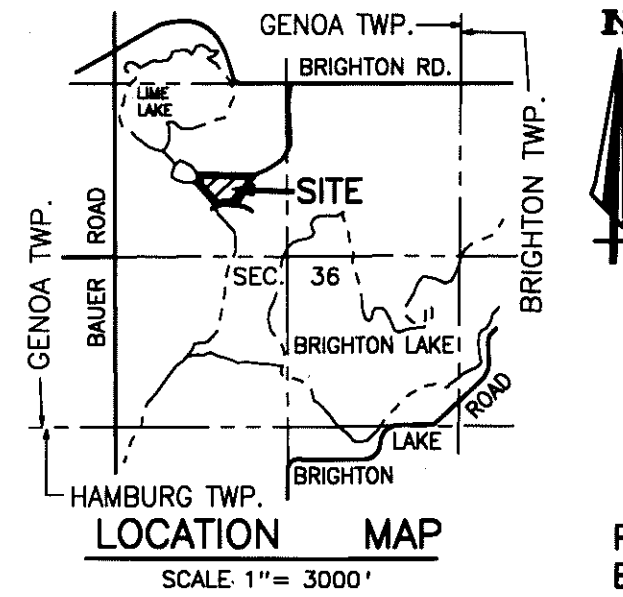 GENOA TWP.
N
BRIGHTON RD.
LIME
LAKE
BRIGHTON TWP.
SITE
BAUER ROAD
GENOA TWP.
SEC. 36
BRIGHTON LAKE
ROAD
LAKE
BRIGHTON
HAMBURG TWP.
LOCATION MAP
SCALE 1"= 3000'